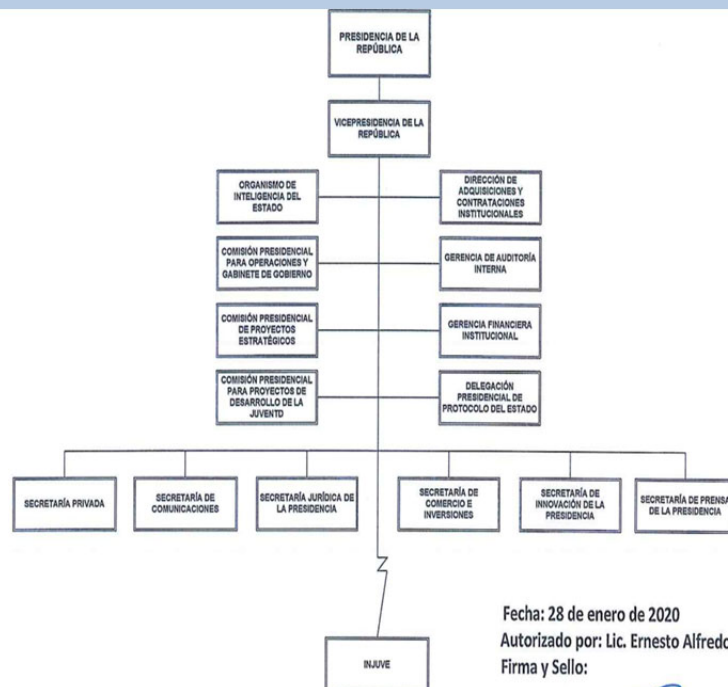 PRESIDENCIA DE LA
REPÚBLICA
VICEPRESIDENCIA DE LA
REPÚBLICA
ORGANISMO DE
INTELIGENCIA DEL
ESTADO
DIRECCIÓN DE
ADQUISICIONES Y
CONTRATACIONES
INSTITUCIONALES
COMISIÓN PRESIDENCIAL
PARA OPERACIONES Y
GABINETE DE GOBIERNO
GERENCIA DE AUDITORÍA
INTERNA
COMISIÓN PRESIDENCIAL
DE PROYECTOS
ESTRATÉGICOS
GERENCIA FINANCIERA
INSTITUCIONAL
COMISIÓN PRESIDENCIAL
PARA PROYECTOS DE
DESARROLLO DE LA
JUVENTD
DELEGACIÓN
PRESIDENCIAL DE
PROTOCOLO DEL ESTADO
SECRETARÍA PRIVADA
SECRETARÍA DE
COMUNICACIONES
SECRETARÍA JURÍDICA DE
LA PRESIDENCIA
SECRETARÍA DE
COMERCIO E
INVERSIONES
SECRETARÍA DE
INNOVACIÓN DE LA
PRESIDENCIA
SECRETARÍA DE PRENSA
DE LA PRESIDENCIA
INJUVE
Fecha: 28 de enero de 2020
Autorizado por: Lic. Ernesto Alfredo
Firma y Sello: